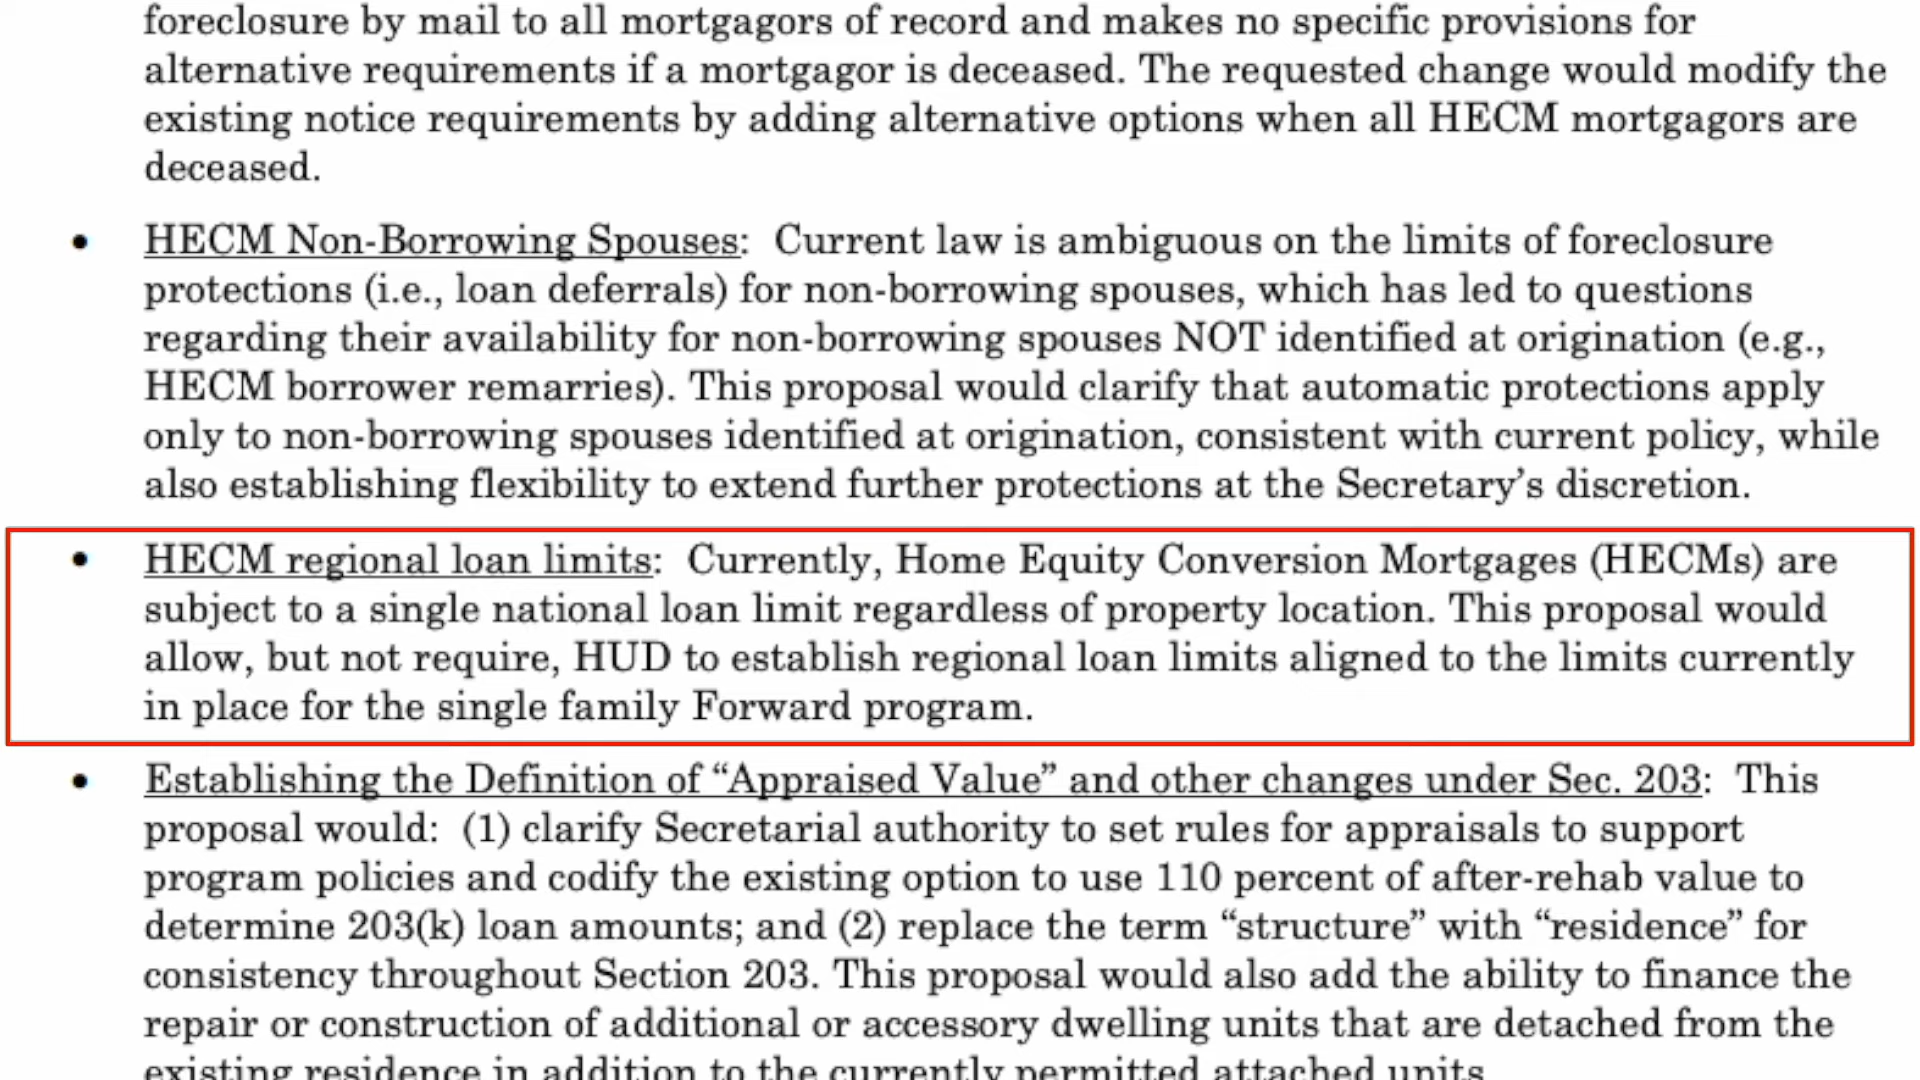 foreclosure by mail to all mortgagors of record and makes no specific provisions for
alternative requirements if a mortgagor is deceased. The requested change would modify the
existing notice requirements by adding alternative options when all HECM mortgagors are
deceased.
• HECM Non-Borrowing Spouses: Current law is ambiguous on the limits of foreclosure
protections (i.e., loan deferrals) for non-borrowing spouses, which has led to questions
regarding their availability for non-borrowing spouses NOT identified at origination (e.g.,
HECM borrower remarries). This proposal would clarify that automatic protections apply
only to non-borrowing spouses identified at origination, consistent with current policy, while
also establishing flexibility to extend further protections at the Secretary’s discretion.
• HECM regional loan limits: Currently, Home Equity Conversion Mortgages (HECMs) are
subject to a single national loan limit regardless of property location. This proposal would
allow, but not require, HUD to establish regional loan limits aligned to the limits currently
in place for the single family Forward program.
• Establishing the Definition of “Appraised Value” and other changes under Sec. 203: This
proposal would: (1) clarify Secretarial authority to set rules for appraisals to support
program policies and codify the existing option to use 110 percent of after-rehab value to
determine 203(k) loan amounts; and (2) replace the term “structure” with “residence” for
consistency throughout Section 203. This proposal would also add the ability to finance the
repair or construction of additional or accessory dwelling units that are detached from the
existing residence in addition to the currently permitted attached units